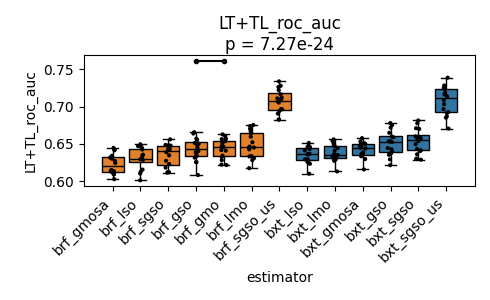 LT+TL_roc_auc
p = 7.27e-24
LT+TL_roc_auc
0.75
0.70
0.65
0.60
brf_gmosa
brf_lso
brf_sgso
brf_gso
brf_gmo
brf_lmo
brf_sgso_us
bxt_lso
bxt_lmo
bxt_gmosa
bxt_gso
bxt_sgso
bxt_sgso_us
estimator